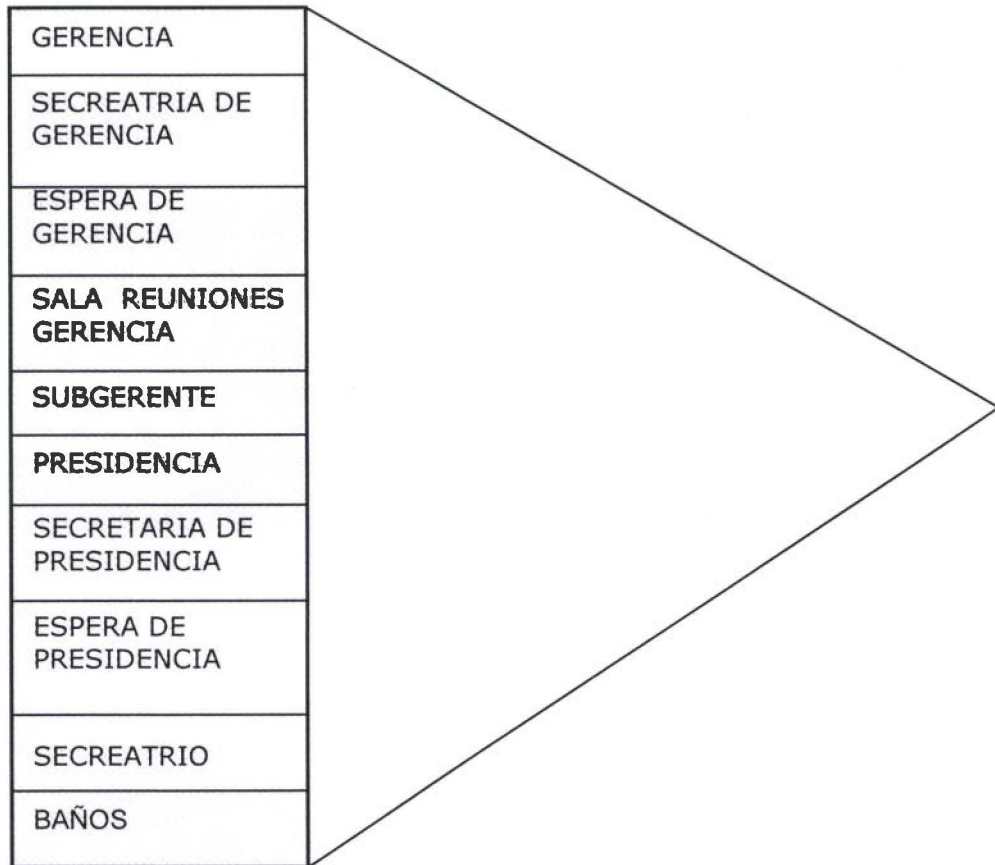 GERENCIA
SECREATRIA DE
GERENCIA
ESPERA DE
GERENCIA
SALA REUNIONES
GERENCIA
SUBGERENTE
PRESIDENCIA
SECRETARIA DE
PRESIDENCIA
ESPERA DE
PRESIDENCIA
SECREATRIO
BAÑOS